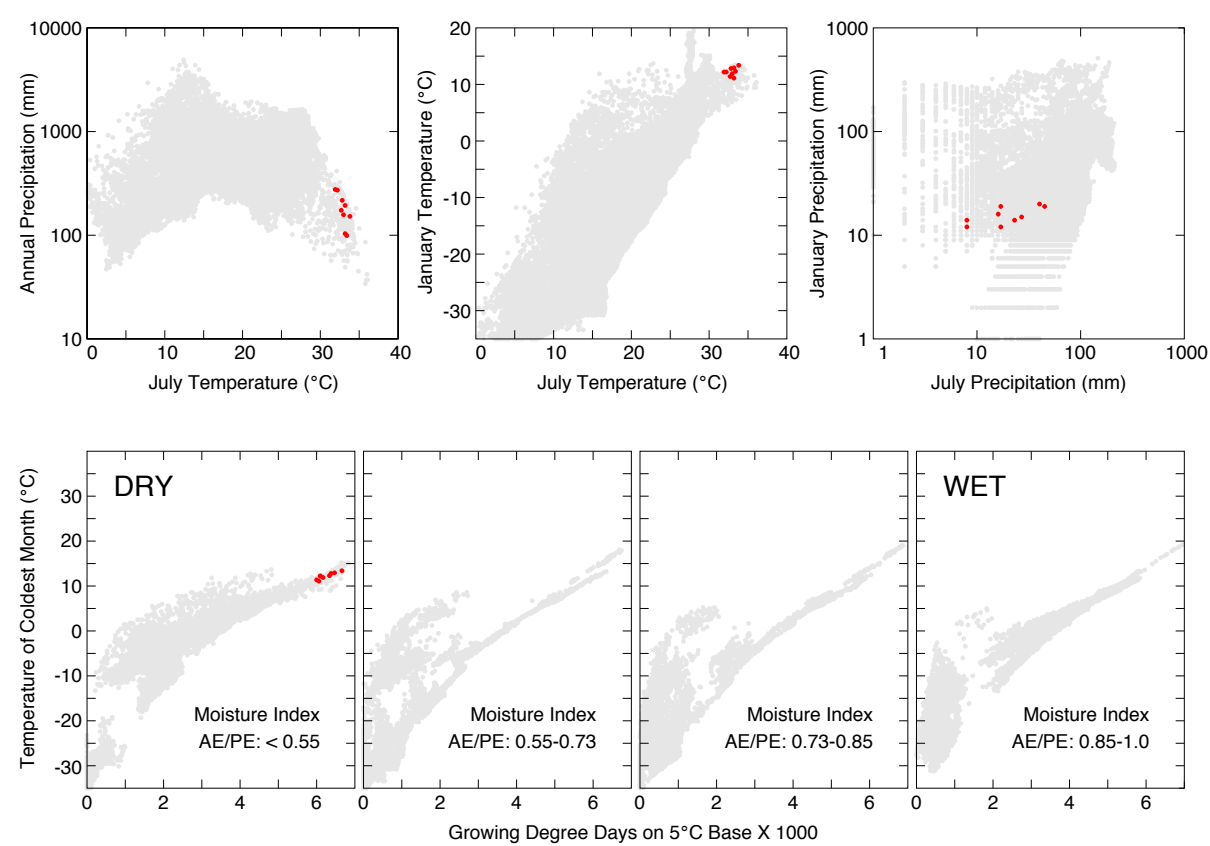 10000
1000
100
10
Annual Precipitation (mm)
0 10 20 30 40
July Temperature (°C)
20
10
0
-10
-20
-30
January Temperature (°C)
0 10 20 30 40
July Temperature (°C)
1000
100
10
1
January Precipitation (mm)
1 10 100 1000
July Precipitation (mm)
Temperature of Coldest Month (°C)
30
20
10
0
-10
-20
-30
DRY
Moisture Index
AE/PE: < 0.55
0 2 4 6
Moisture Index
AE/PE: 0.55-0.73
0 2 4 6
Moisture Index
AE/PE: 0.73-0.85
0 2 4 6
WET
Moisture Index
AE/PE: 0.85-1.0
0 2 4 6
Growing Degree Days on 5°C Base X 1000